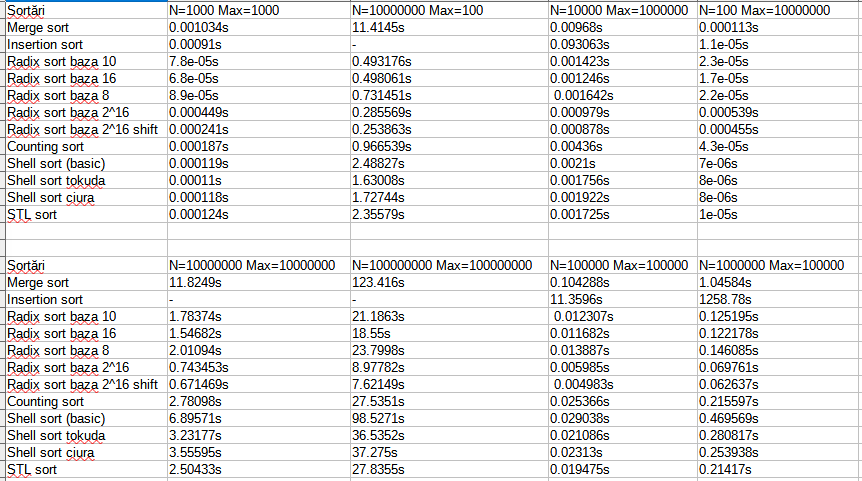 Sortări N=1000 Max=1000 N=10000000 Max=100 N=10000 Max=1000000 N=100 Max=10000000
Merge sort 0.001034s 11.4145s 0.00968s 0.000113s
Insertion sort 0.00091s - 0.093063s 1.1e-05s
Radix sort baza 10 7.8e-05s 0.493176s 0.001423s 2.3e-05s
Radix sort baza 16 6.8e-05s 0.498061s 0.001246s 1.7e-05s
Radix sort baza 8 8.9e-05s 0.731451s 0.001642s 2.2e-05s
Radix sort baza 2^16 0.000449s 0.285569s 0.000979s 0.000539s
Radix sort baza 2^16 shift 0.000241s 0.253863s 0.000878s 0.000455s
Counting sort 0.000187s 0.966539s 0.00436s 4.3e-05s
Shell sort (basic) 0.000119s 2.48827s 0.0021s 7e-06s
Shell sort tokuda 0.00011s 1.63008s 0.001756s 8e-06s
Shell sort ciura 0.000118s 1.72744s 0.001922s 8e-06s
STL sort 0.000124s 2.35579s 0.001725s 1e-05s
Sortări N=10000000 Max=10000000 N=100000000 Max=100000000 N=100000 Max=100000 N=1000000 Max=100000
Merge sort 11.8249s 123.416s 0.104288s 1.04584s
Insertion sort - - 11.3596s 1258.78s
Radix sort baza 10 1.78374s 21.1863s 0.012307s 0.125195s
Radix sort baza 16 1.54682s 18.55s 0.011682s 0.122178s
Radix sort baza 8 2.01094s 23.7998s 0.013887s 0.146085s
Radix sort baza 2^16 0.743453s 8.97782s 0.005985s 0.069761s
Radix sort baza 2^16 shift 0.671469s 7.62149s 0.004983s 0.062637s
Counting sort 2.78098s 27.5351s 0.025366s 0.215597s
Shell sort (basic) 6.89571s 98.5271s 0.029038s 0.469569s
Shell sort tokuda 3.23177s 36.5352s 0.021086s 0.280817s
Shell sort ciura 3.55595s 37.275s 0.02313s 0.253938s
STL sort 2.50433s 27.8355s 0.019475s 0.21417s